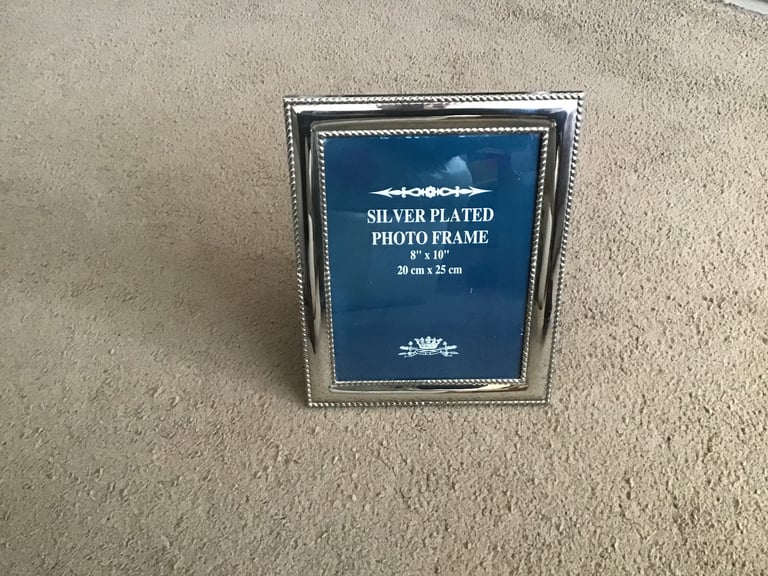 SILVER PLATED
PHOTO FRAME
8" x 10"
20 cm x 25 cm